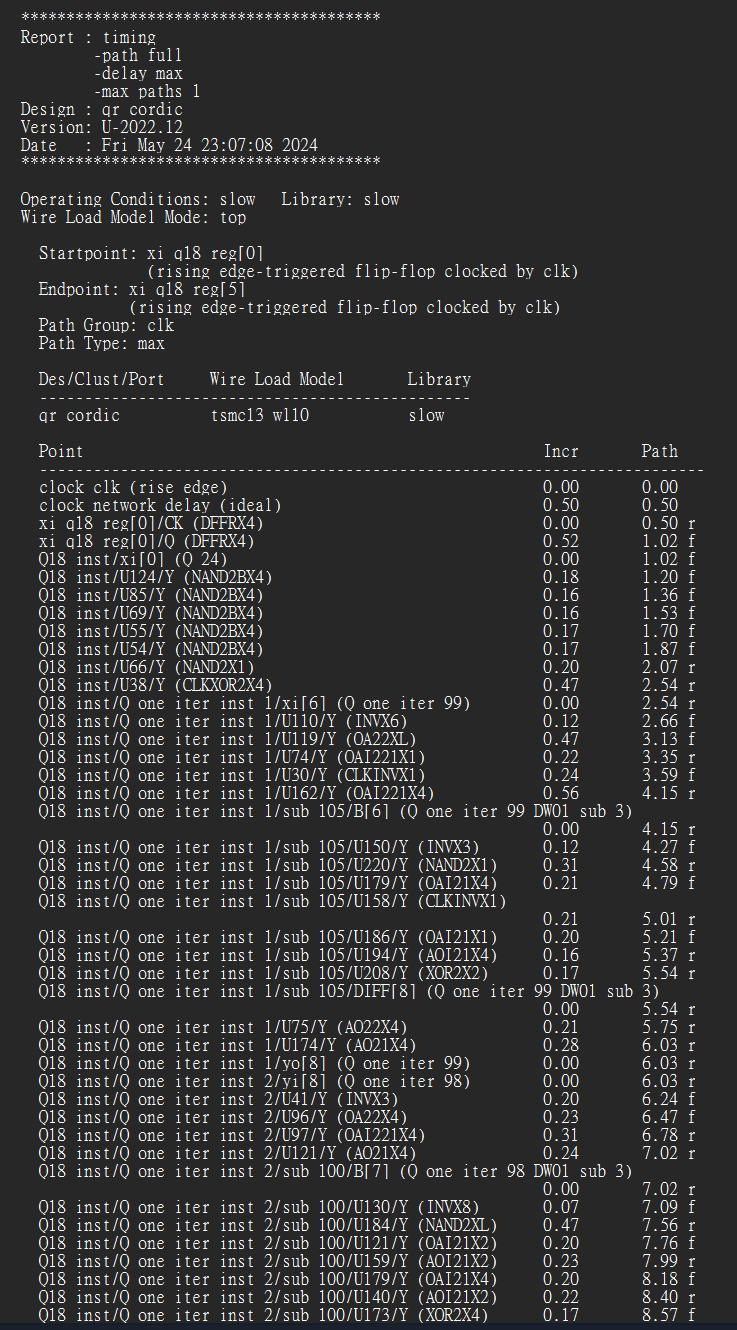 ****************************************
Report : timing
        -path full
        -delay max
        -max paths 1
Design : qr cordic
Version: U-2022.12
Date   : Fri May 24 23:07:08 2024
****************************************
Operating Conditions: slow   Library: slow
Wire Load Model Mode: top
  Startpoint: xi q18 reg[0]
              (rising edge-triggered flip-flop clocked by clk)
  Endpoint: xi q18 reg[5]
            (rising edge-triggered flip-flop clocked by clk)
  Path Group: clk
  Path Type: max
  Des/Clust/Port     Wire Load Model       Library
  ------------------------------------------------
  qr cordic          tsmc13 wl10           slow
  Point                                                   Incr       Path
  --------------------------------------------------------------------------
  clock clk (rise edge)                                   0.00       0.00
  clock network delay (ideal)                             0.50       0.50
  xi q18 reg[0]/CK (DFFRX4)                               0.00       0.50 r
  xi q18 reg[0]/Q (DFFRX4)                                0.52       1.02 f
  Q18 inst/xi[0] (Q 24)                                   0.00       1.02 f
  Q18 inst/U124/Y (NAND2BX4)                              0.18       1.20 f
  Q18 inst/U85/Y (NAND2BX4)                               0.16       1.36 f
  Q18 inst/U69/Y (NAND2BX4)                               0.16       1.53 f
  Q18 inst/U55/Y (NAND2BX4)                               0.17       1.70 f
  Q18 inst/U54/Y (NAND2BX4)                               0.17       1.87 f
  Q18 inst/U66/Y (NAND2X1)                                0.20       2.07 r
  Q18 inst/U38/Y (CLKXOR2X4)                              0.47       2.54 r
  Q18 inst/Q one iter inst 1/xi[6] (Q one iter 99)        0.00       2.54 r
  Q18 inst/Q one iter inst 1/U110/Y (INVX6)               0.12       2.66 f
  Q18 inst/Q one iter inst 1/U119/Y (OA22XL)              0.47       3.13 f
  Q18 inst/Q one iter inst 1/U74/Y (OAI221X1)             0.22       3.35 r
  Q18 inst/Q one iter inst 1/U30/Y (CLKINVX1)             0.24       3.59 f
  Q18 inst/Q one iter inst 1/U162/Y (OAI221X4)            0.56       4.15 r
  Q18 inst/Q one iter inst 1/sub 105/B[6] (Q one iter 99 DW01 sub 3)
                                                          0.00       4.15 r
  Q18 inst/Q one iter inst 1/sub 105/U150/Y (INVX3)       0.12       4.27 f
  Q18 inst/Q one iter inst 1/sub 105/U220/Y (NAND2X1)     0.31       4.58 r
  Q18 inst/Q one iter inst 1/sub 105/U179/Y (OAI21X4)     0.21       4.79 f
  Q18 inst/Q one iter inst 1/sub 105/U158/Y (CLKINVX1)
                                                          0.21       5.01 r
  Q18 inst/Q one iter inst 1/sub 105/U186/Y (OAI21X1)     0.20       5.21 f
  Q18 inst/Q one iter inst 1/sub 105/U194/Y (AOI21X4)     0.16       5.37 r
  Q18 inst/Q one iter inst 1/sub 105/U208/Y (XOR2X2)      0.17       5.54 r
  Q18 inst/Q one iter inst 1/sub 105/DIFF[8] (Q one iter 99 DW01 sub 3)
                                                          0.00       5.54 r
  Q18 inst/Q one iter inst 1/U75/Y (AO22X4)               0.21       5.75 r
  Q18 inst/Q one iter inst 1/U174/Y (AO21X4)              0.28       6.03 r
  Q18 inst/Q one iter inst 1/yo[8] (Q one iter 99)        0.00       6.03 r
  Q18 inst/Q one iter inst 2/yi[8] (Q one iter 98)        0.00       6.03 r
  Q18 inst/Q one iter inst 2/U41/Y (INVX3)                0.20       6.24 f
  Q18 inst/Q one iter inst 2/U96/Y (OA22X4)               0.23       6.47 f
  Q18 inst/Q one iter inst 2/U97/Y (OAI221X4)             0.31       6.78 r
  Q18 inst/Q one iter inst 2/U121/Y (AO21X4)              0.24       7.02 r
  Q18 inst/Q one iter inst 2/sub 100/B[7] (Q one iter 98 DW01 sub 3)
                                                          0.00       7.02 r
  Q18 inst/Q one iter inst 2/sub 100/U130/Y (INVX8)       0.07       7.09 f
  Q18 inst/Q one iter inst 2/sub 100/U184/Y (NAND2XL)     0.47       7.56 r
  Q18 inst/Q one iter inst 2/sub 100/U121/Y (OAI21X2)     0.20       7.76 f
  Q18 inst/Q one iter inst 2/sub 100/U159/Y (AOI21X2)     0.23       7.99 r
  Q18 inst/Q one iter inst 2/sub 100/U179/Y (OAI21X4)     0.20       8.18 f
  Q18 inst/Q one iter inst 2/sub 100/U140/Y (AOI21X2)     0.22       8.40 r
  Q18 inst/Q one iter inst 2/sub 100/U173/Y (XOR2X4)      0.17       8.57 f